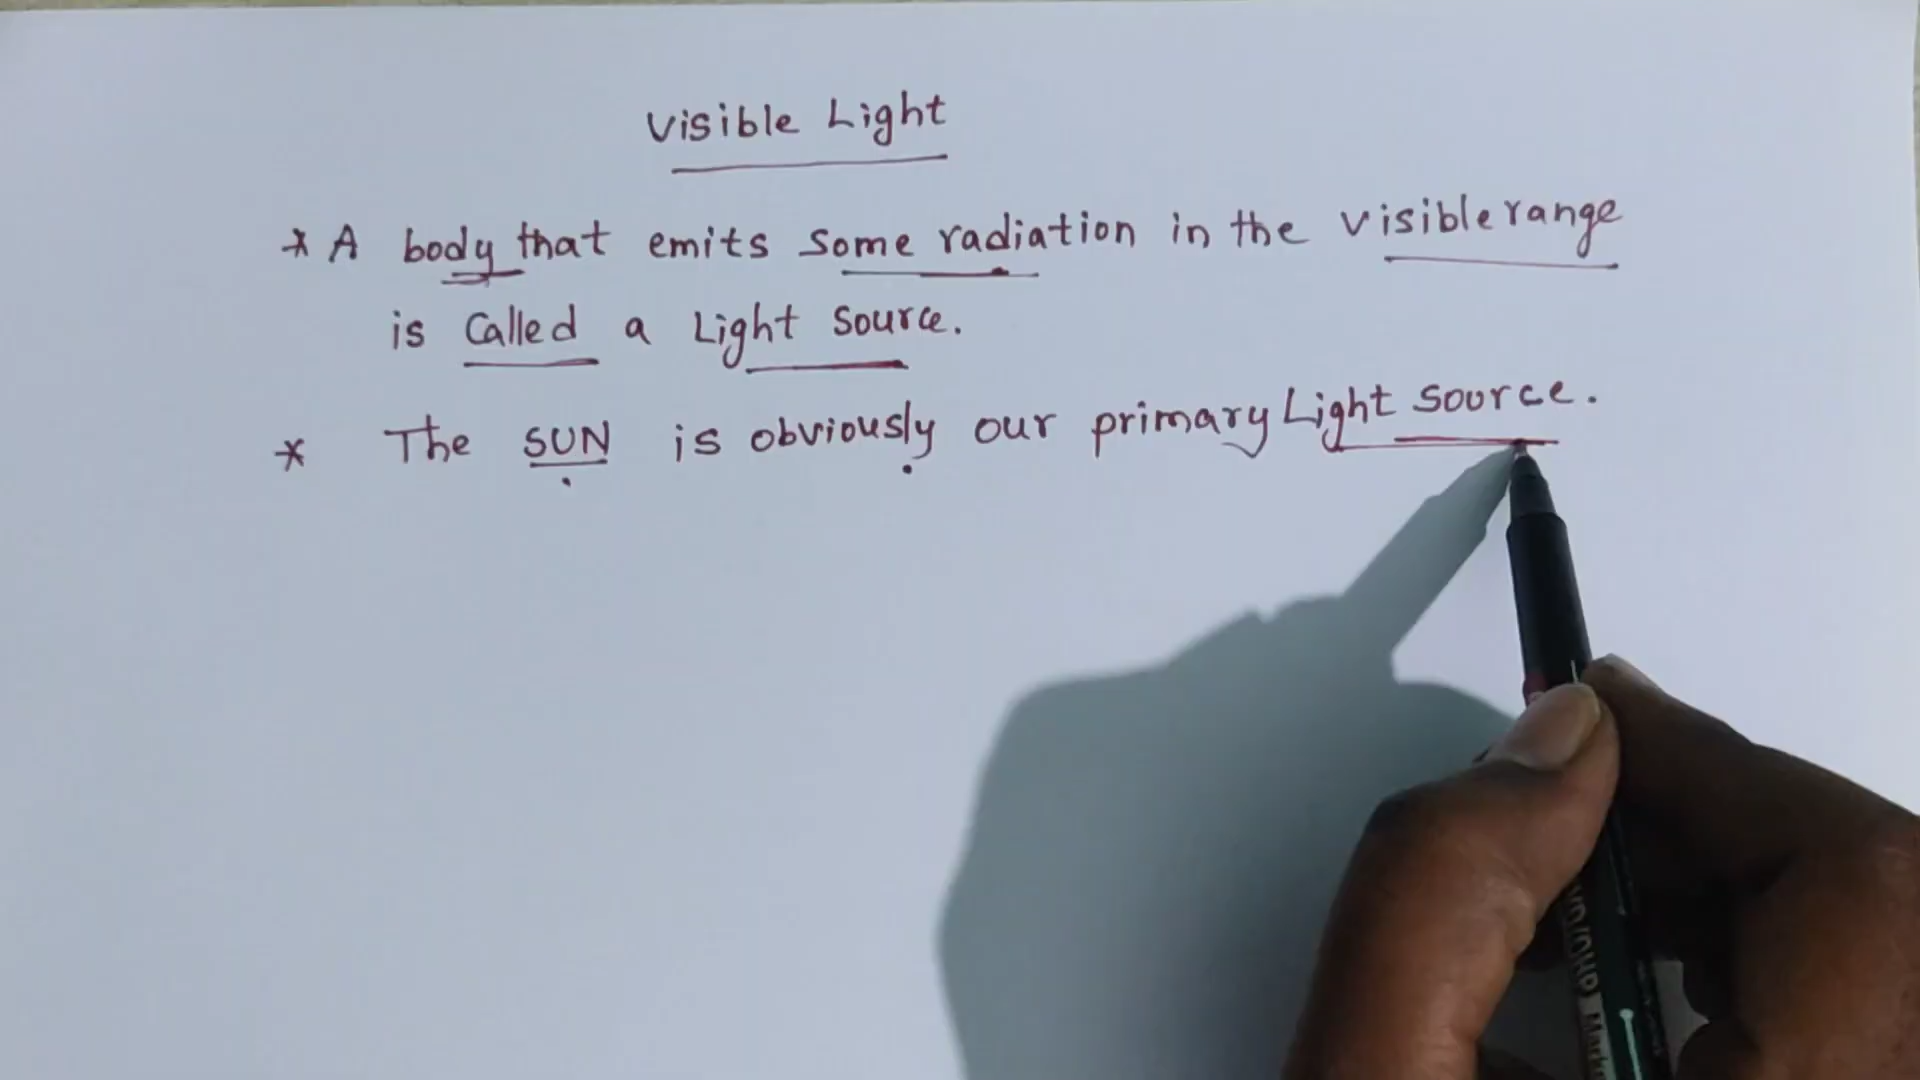 Visible Light
* A body that emits some radiation in the visible range
is called a Light source.
* The SUN is obviously our primary Light source.